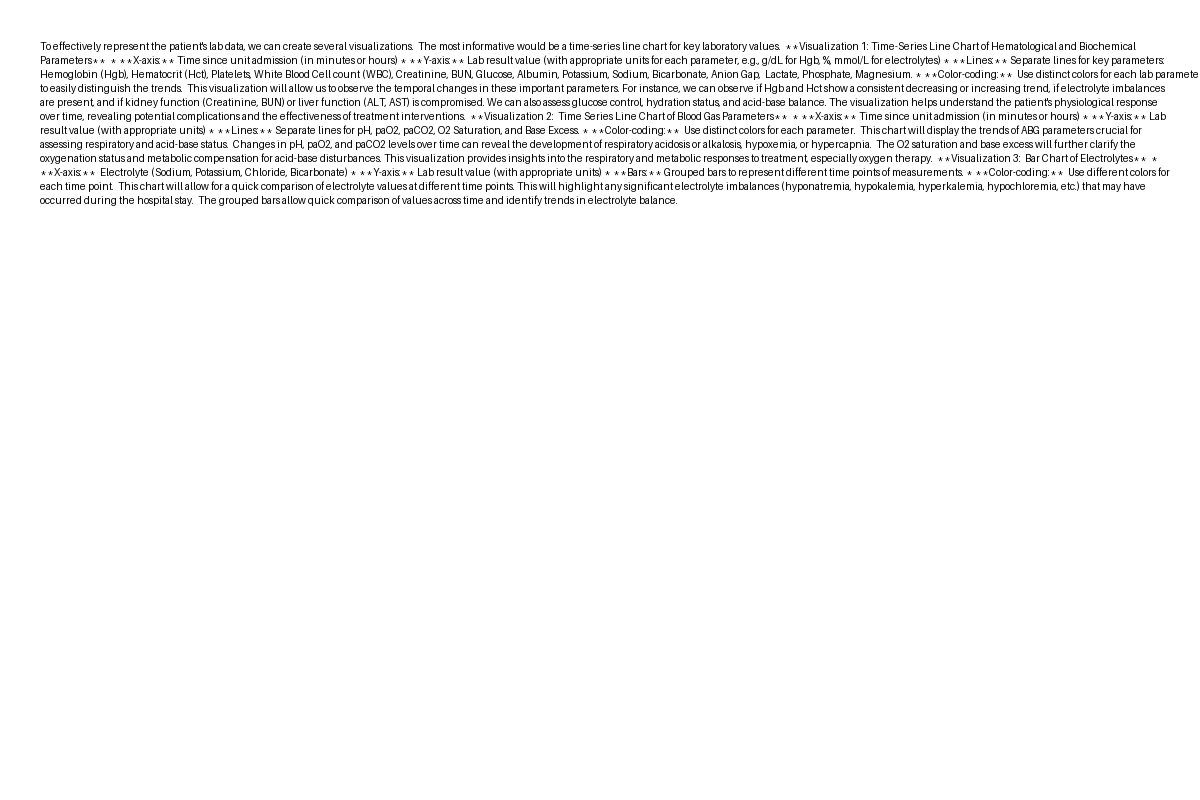 To effectively represent the patient's lab data, we can create several visualizations.  The most informative would be a time-series line chart for key laboratory values.  **Visualization 1: Time-Series Line Chart of Hematological and Biochemical
Parameters**  * **X-axis:** Time since unit admission (in minutes or hours) * **Y-axis:** Lab result value (with appropriate units for each parameter, e.g., g/dL for Hgb, %, mmol/L for electrolytes) * **Lines:** Separate lines for key parameters:
Hemoglobin (Hgb), Hematocrit (Hct), Platelets, White Blood Cell count (WBC), Creatinine, BUN, Glucose, Albumin, Potassium, Sodium, Bicarbonate, Anion Gap,  Lactate, Phosphate, Magnesium.  * **Color-coding:**  Use distinct colors for each lab paramete
to easily distinguish the trends.  This visualization will allow us to observe the temporal changes in these important parameters. For instance, we can observe if Hgb and Hct show a consistent decreasing or increasing trend, if electrolyte imbalances
are present, and if kidney function (Creatinine, BUN) or liver function (ALT, AST) is compromised. We can also assess glucose control, hydration status, and acid-base balance. The visualization helps understand the patient's physiological response
over time, revealing potential complications and the effectiveness of treatment interventions.  **Visualization 2:  Time Series Line Chart of Blood Gas Parameters**  * **X-axis:** Time since unit admission (in minutes or hours) * **Y-axis:** Lab
result value (with appropriate units) * **Lines:** Separate lines for pH, paO2, paCO2, O2 Saturation, and Base Excess. * **Color-coding:** Use distinct colors for each parameter.  This chart will display the trends of ABG parameters crucial for
assessing respiratory and acid-base status.  Changes in pH, paO2, and paCO2 levels over time can reveal the development of respiratory acidosis or alkalosis, hypoxemia, or hypercapnia.  The O2 saturation and base excess will further clarify the
oxygenation status and metabolic compensation for acid-base disturbances. This visualization provides insights into the respiratory and metabolic responses to treatment, especially oxygen therapy.  **Visualization 3:  Bar Chart of Electrolytes**  *
**X-axis:**  Electrolyte (Sodium, Potassium, Chloride, Bicarbonate) * **Y-axis:** Lab result value (with appropriate units) * **Bars:** Grouped bars to represent different time points of measurements. * **Color-coding:**  Use different colors for
each time point.  This chart will allow for a quick comparison of electrolyte values at different time points. This will highlight any significant electrolyte imbalances (hyponatremia, hypokalemia, hyperkalemia, hypochloremia, etc.) that may have
occurred during the hospital stay.  The grouped bars allow quick comparison of values across time and identify trends in electrolyte balance.